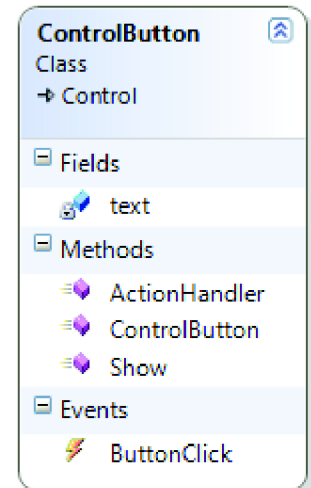 ControlButton
Class
Control
Fields
text
Methods
ActionHandler
ControlButton
Show
Events
ButtonClick